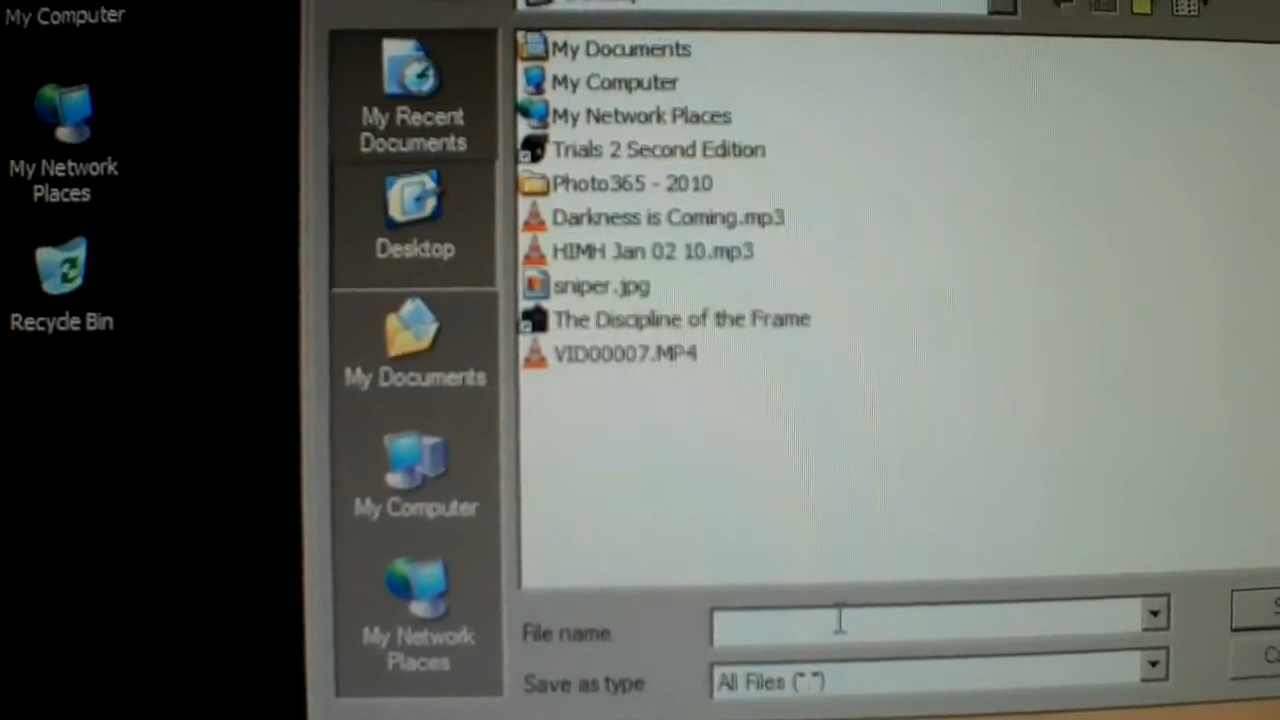 My Computer
My Network
Places
Recycle Bin
My Recent
Documents
Desktop
My Documents
My Computer
My Network
Places
My Documents
My Computer
My Network Places
Trials 2 Second Edition
Photo365 - 2010
Darkness is Coming.mp3
HIMH Jan 02 10.mp3
sniper.jpg
The Discipline of the Frame
VID00007.MP4
File name
Save as type
All Files (*.*)